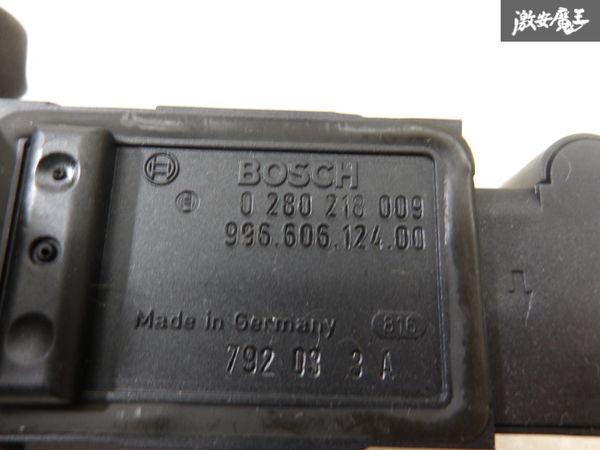 激安魔王
BOSCH
0 280 218 009
996.606.124.00
Made in Germany 816
792 03 3 A